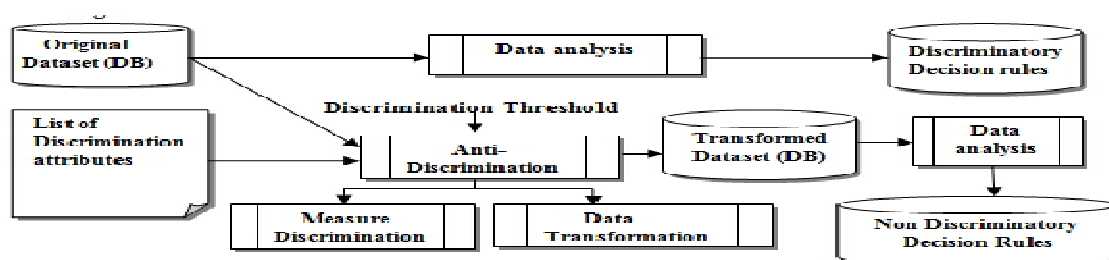 Original
Dataset (DB)
Data analysis
Discriminatory
Decision rules
List of
Discrimination
attributes
Discrimination Threshold
Anti-
Discrimination
Transformed
Dataset (DB)
Data
analysis
Measure
Discrimination
Data
Transformation
Non Discriminatory
Decision Rules